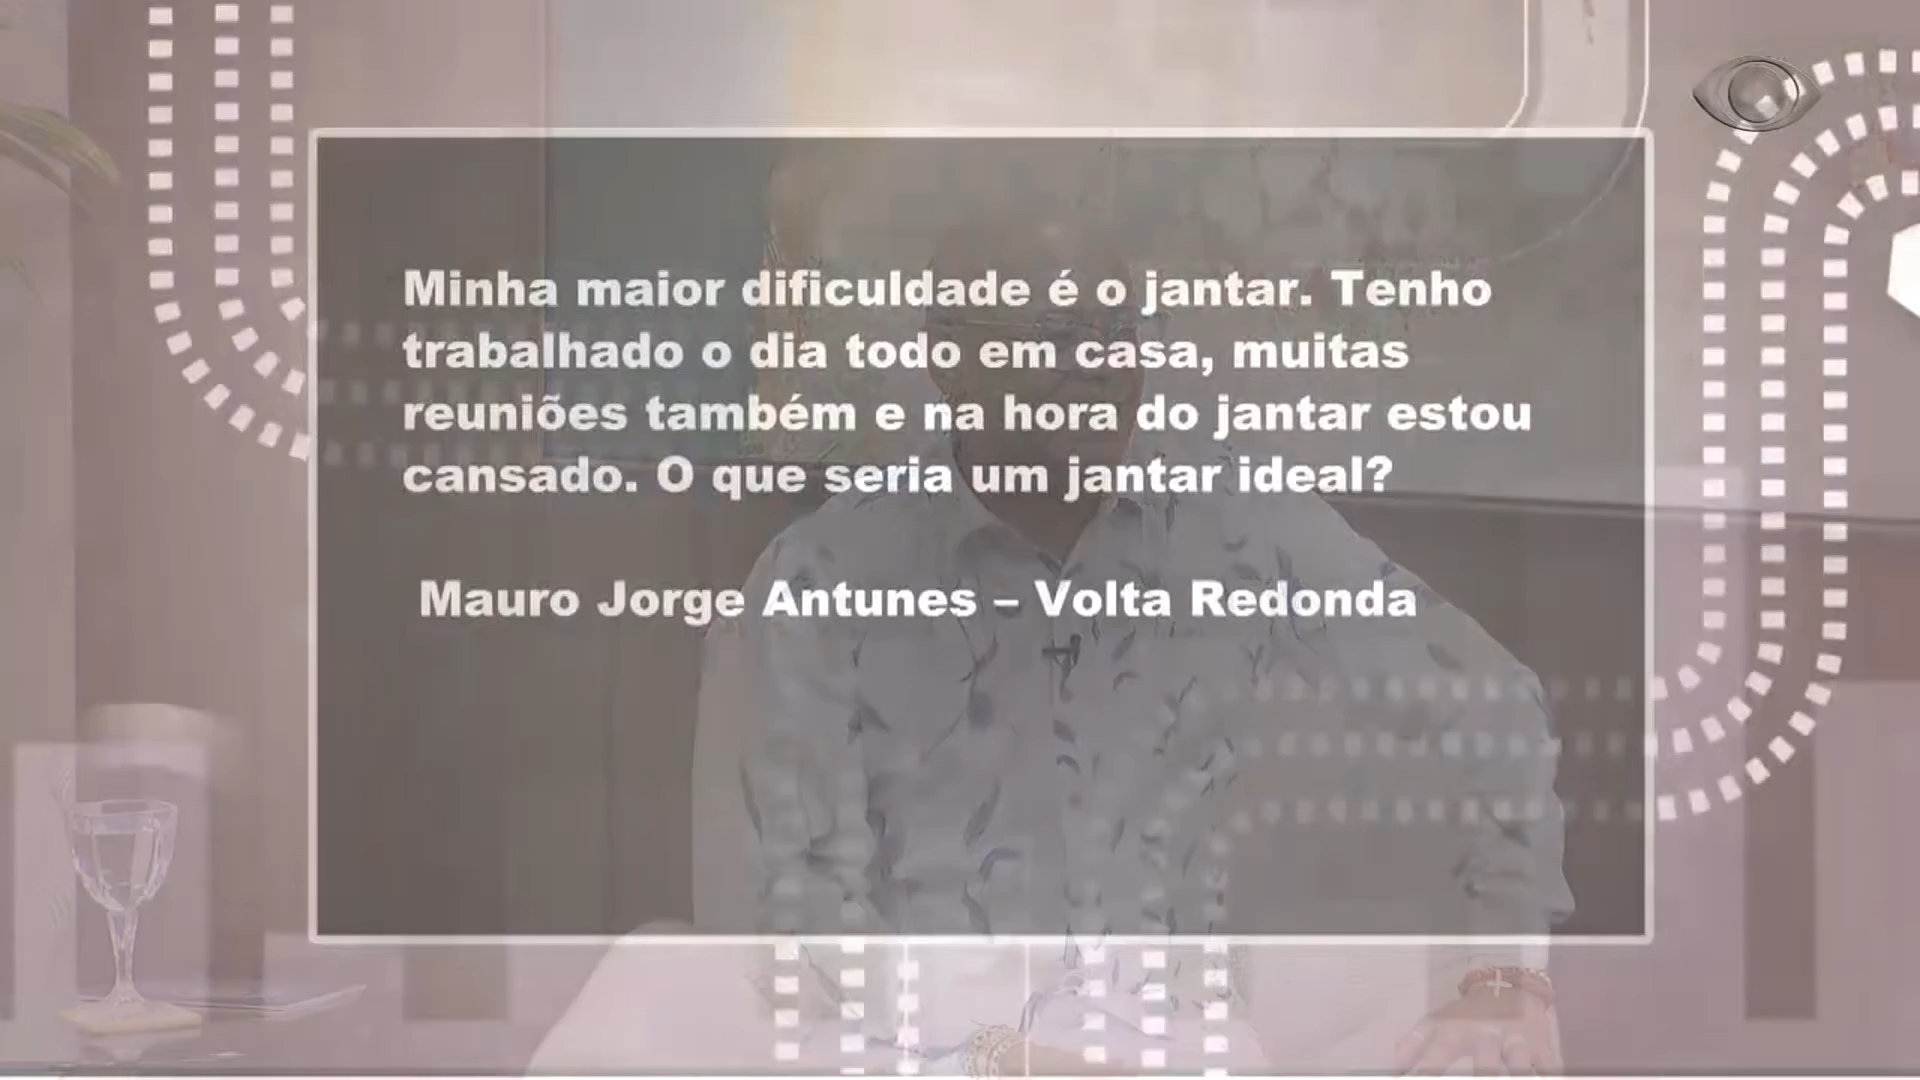 Minha maior dificuldade é o jantar. Tenho
trabalhado o dia todo em casa, muitas
reuniões também e na hora do jantar estou
cansado. O que seria um jantar ideal?
Mauro Jorge Antunes – Volta Redonda